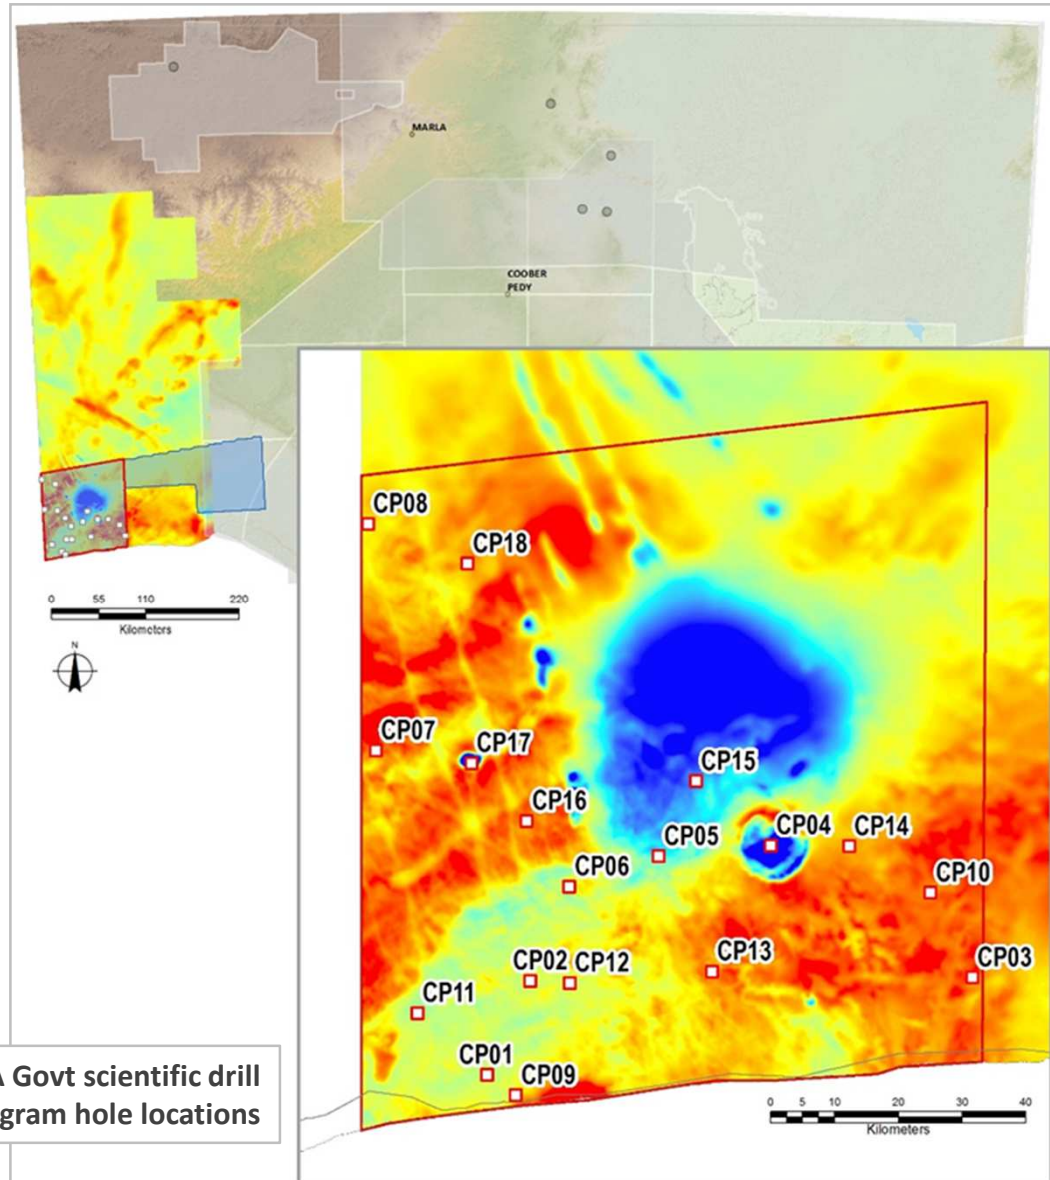 MARLA
COOBER
PEDY
0 55 110 220
Kilometers
N
CP08
CP18
CP07
CP17
CP15
CP16
CP04
CP14
CP05
CP06
CP10
CP13
CP03
CP02
CP12
CP11
CP01
CP09
0 5 10 20 30 40
Kilometers
A Govt scientific drill
gram hole locations